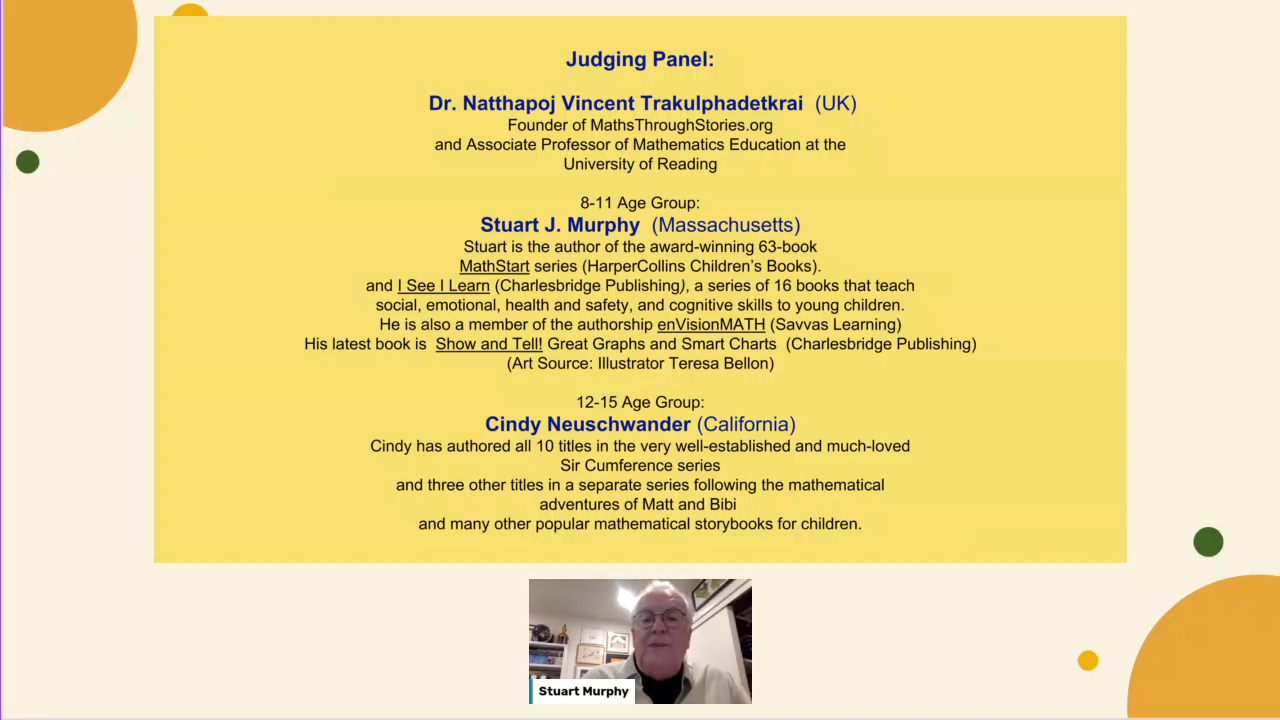 Judging Panel:
Dr. Natthapoj Vincent Trakulphadetkrai (UK)
Founder of MathsThroughStories.org
and Associate Professor of Mathematics Education at the
University of Reading
8-11 Age Group:
Stuart J. Murphy (Massachusetts)
Stuart is the author of the award-winning 63-book
MathStart series (HarperCollins Children's Books).
and I See I Learn (Charlesbridge Publishing), a series of 16 books that teach
social, emotional, health and safety, and cognitive skills to young children.
He is also a member of the authorship enVisionMATH (Savvas Learning)
His latest book is Show and Tell! Great Graphs and Smart Charts (Charlesbridge Publishing)
(Art Source: Illustrator Teresa Bellon)
12-15 Age Group:
Cindy Neuschwander (California)
Cindy has authored all 10 titles in the very well-established and much-loved
Sir Cumference series
and three other titles in a separate series following the mathematical
adventures of Matt and Bibi
and many other popular mathematical storybooks for children.
Stuart Murphy